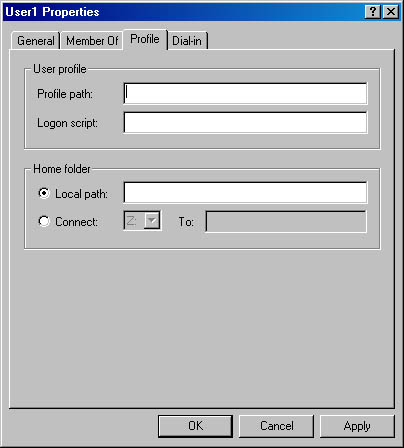 User1 Properties
General Member Of Profile Dial-in
User profile
Profile path:
Logon script:
Home folder
Local path:
Connect: Z: To:
OK Cancel Apply